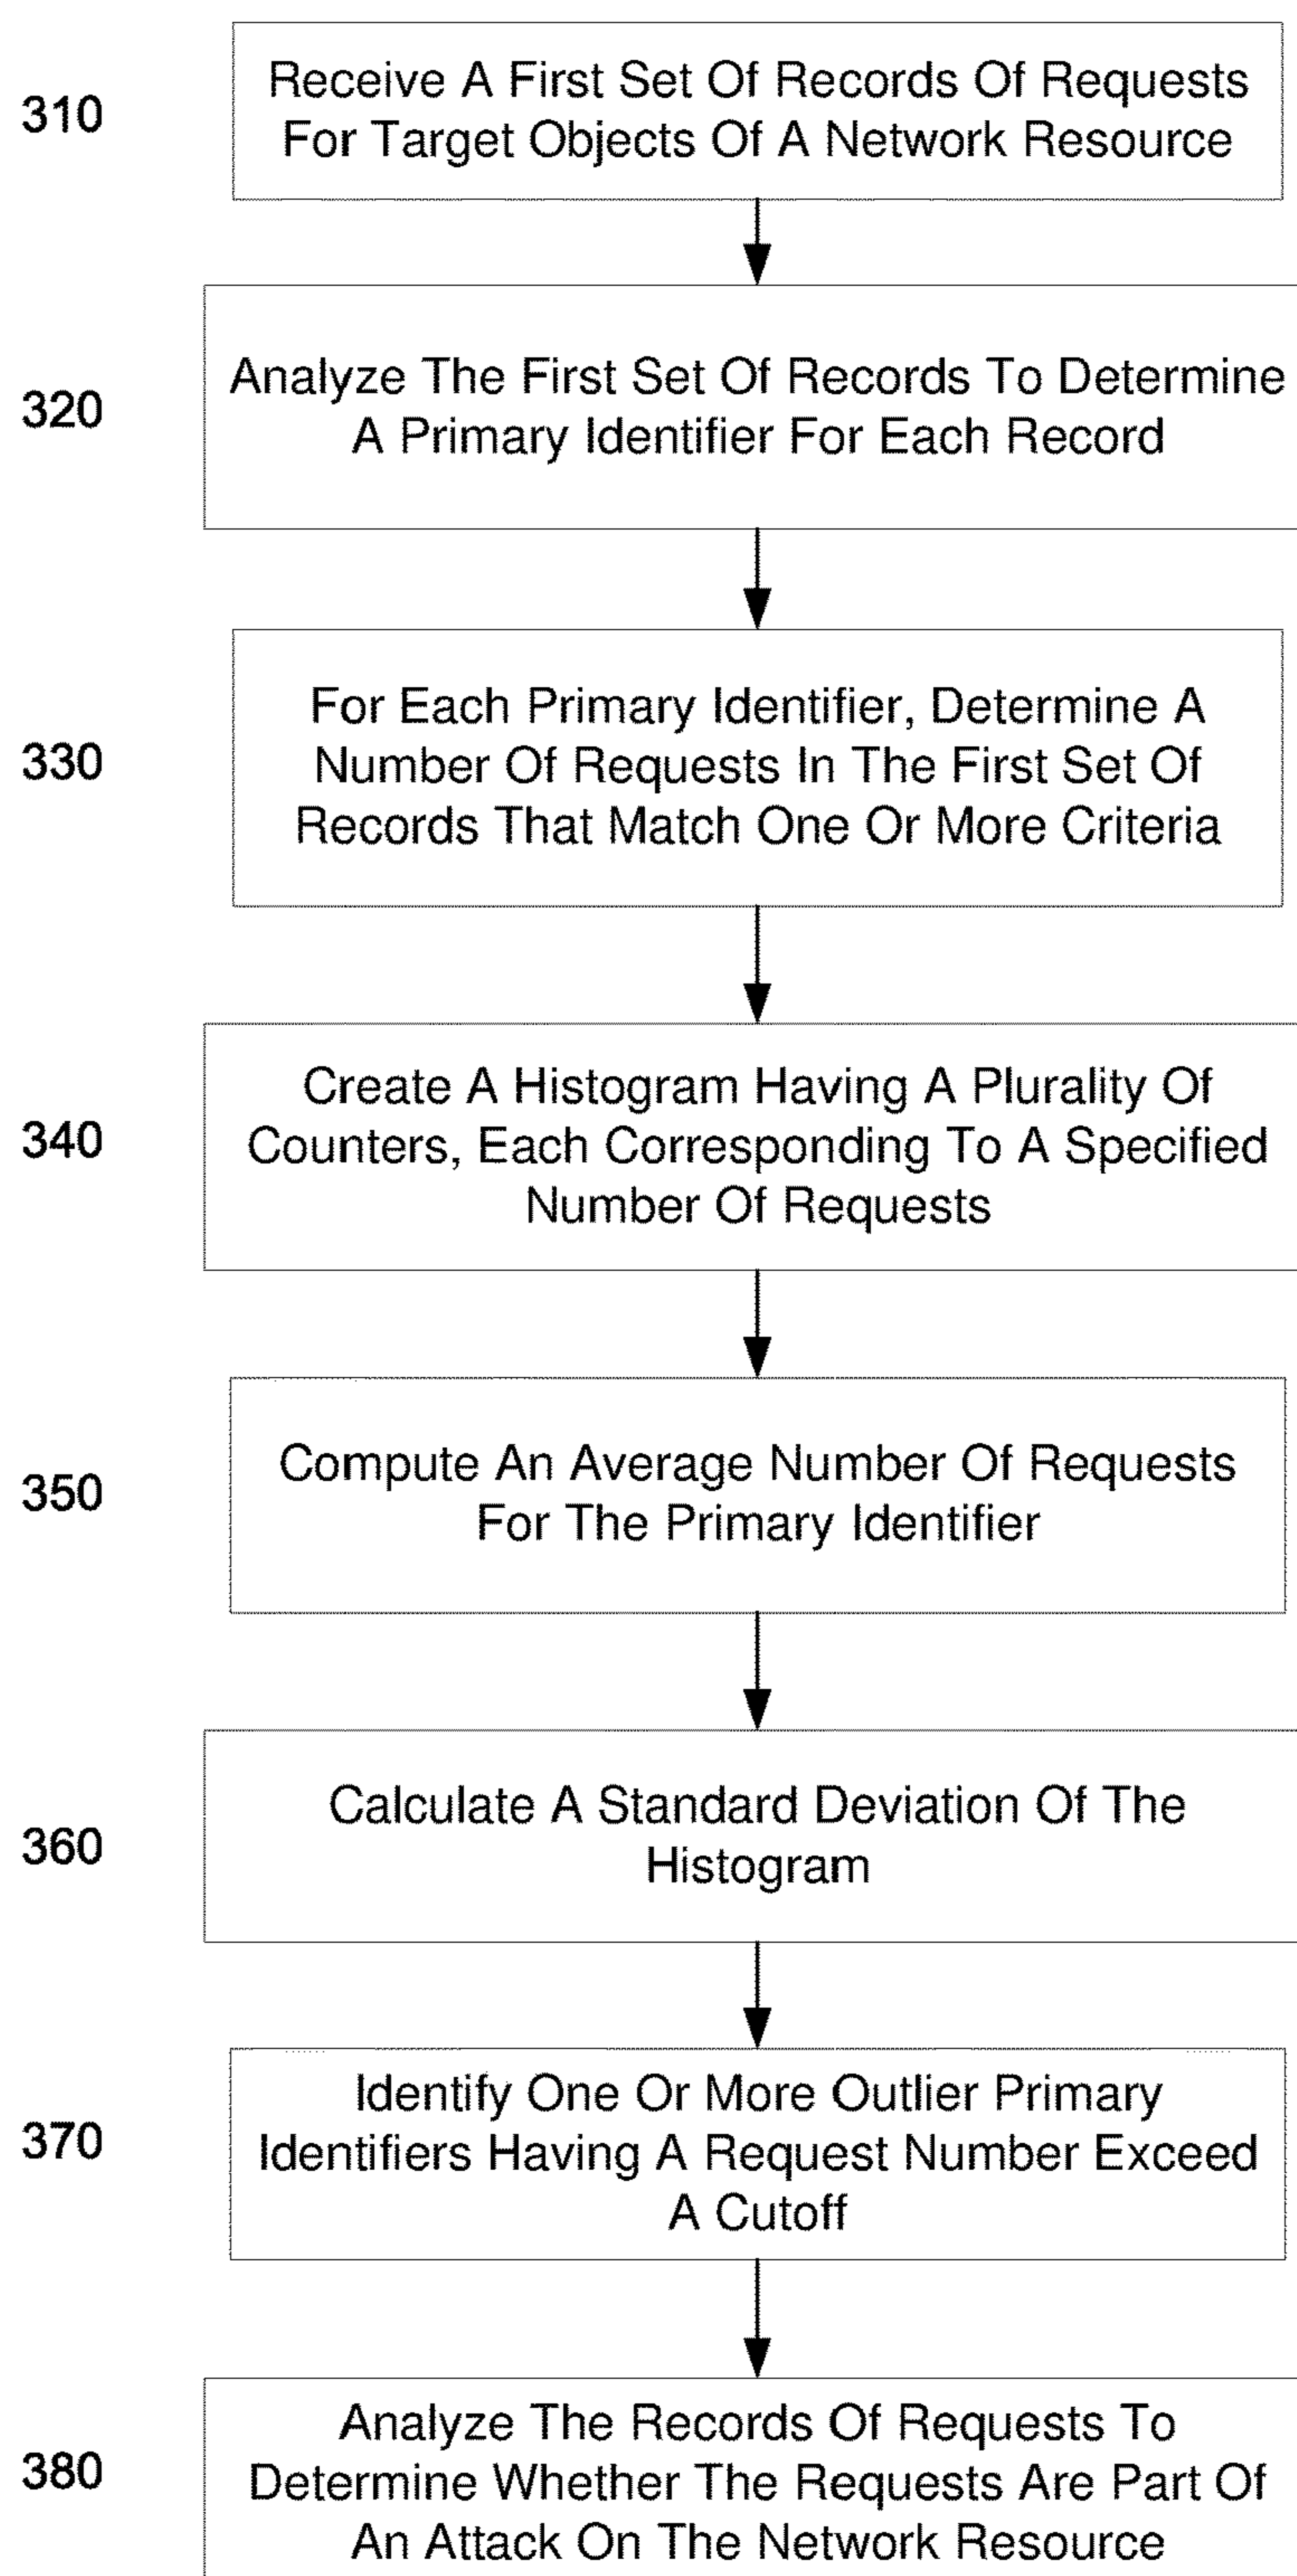 310
Receive A First Set Of Records Of Requests
For Target Objects Of A Network Resource
320
Analyze The First Set Of Records To Determine
A Primary Identifier For Each Record
330
For Each Primary Identifier, Determine A
Number Of Requests In The First Set Of
Records That Match One Or More Criteria
340
Create A Histogram Having A Plurality Of
Counters, Each Corresponding To A Specified
Number Of Requests
350
Compute An Average Number Of Requests
For The Primary Identifier
360
Calculate A Standard Deviation Of The
Histogram
370
Identify One Or More Outlier Primary
Identifiers Having A Request Number Exceed
A Cutoff
380
Analyze The Records Of Requests To
Determine Whether The Requests Are Part Of
An Attack On The Network Resource